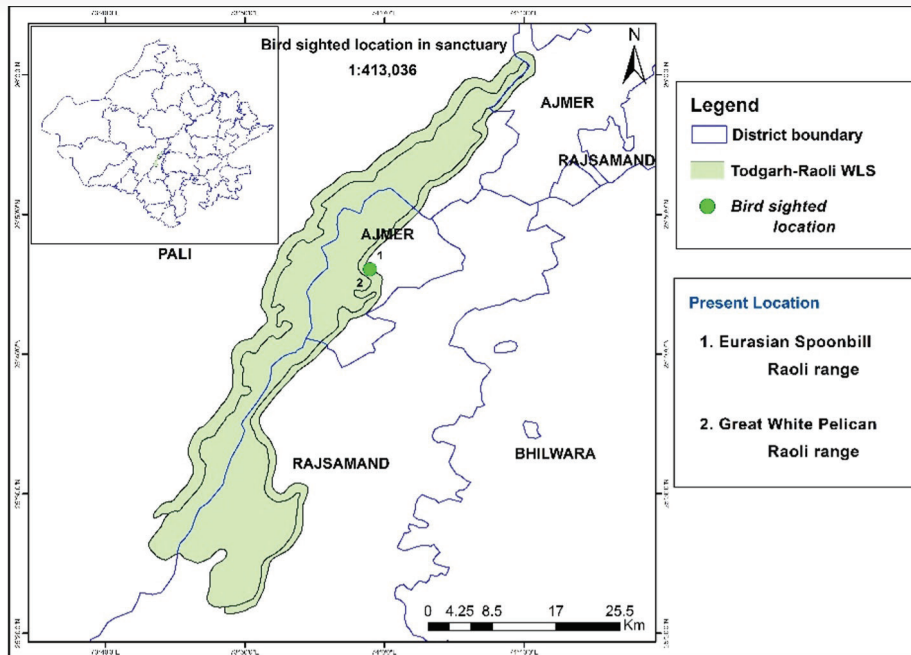 Bird sighted location in sanctuary
1:413,036
N
AJMER
RAJSAMAND
PALI
AJMER
1
2
RAJSAMAND
BHILWARA
0 4.25 8.5 17 25.5
Km
Legend
District boundary
Todgarh-Raoli WLS
Bird sighted
location
Present Location
1. Eurasian Spoonbill
Raoli range
2. Great White Pelican
Raoli range